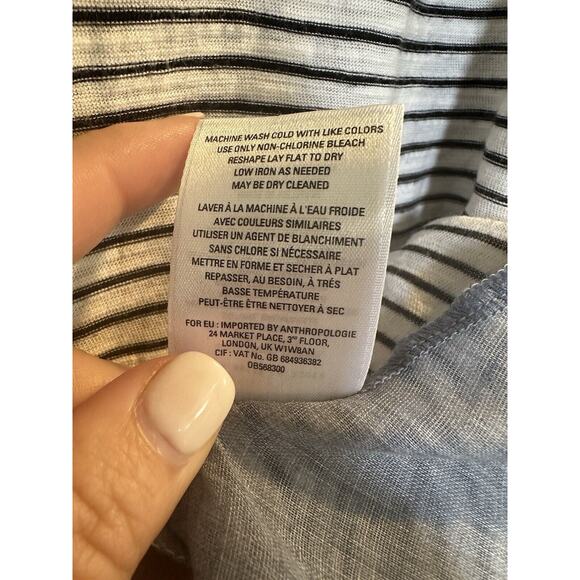 MACHINE WASH COLD WITH LIKE COLORS
USE ONLY NON-CHLORINE BLEACH
RESHAPE LAY FLAT TO DRY
LOW IRON AS NEEDED
MAY BE DRY CLEANED
LAVER À LA MACHINE À L'EAU FROIDE
AVEC COULEURS SIMILAIRES
UTILISER UN AGENT DE BLANCHIMENT
SANS CHLORE SI NÉCESSAIRE
METTRE EN FORME ET SECHER À PLAT
REPASSER, AU BESOIN, À TRÉS
BASSE TEMPÉRATURE
PEUT-ÊTRE ÊTRE NETTOYER À SEC
FOR EU : IMPORTED BY ANTHROPOLOGIE
24 MARKET PLACE, 3RD FLOOR,
LONDON, UK W1W8AN
CIF : VAT No. GB 684936382
OB568300